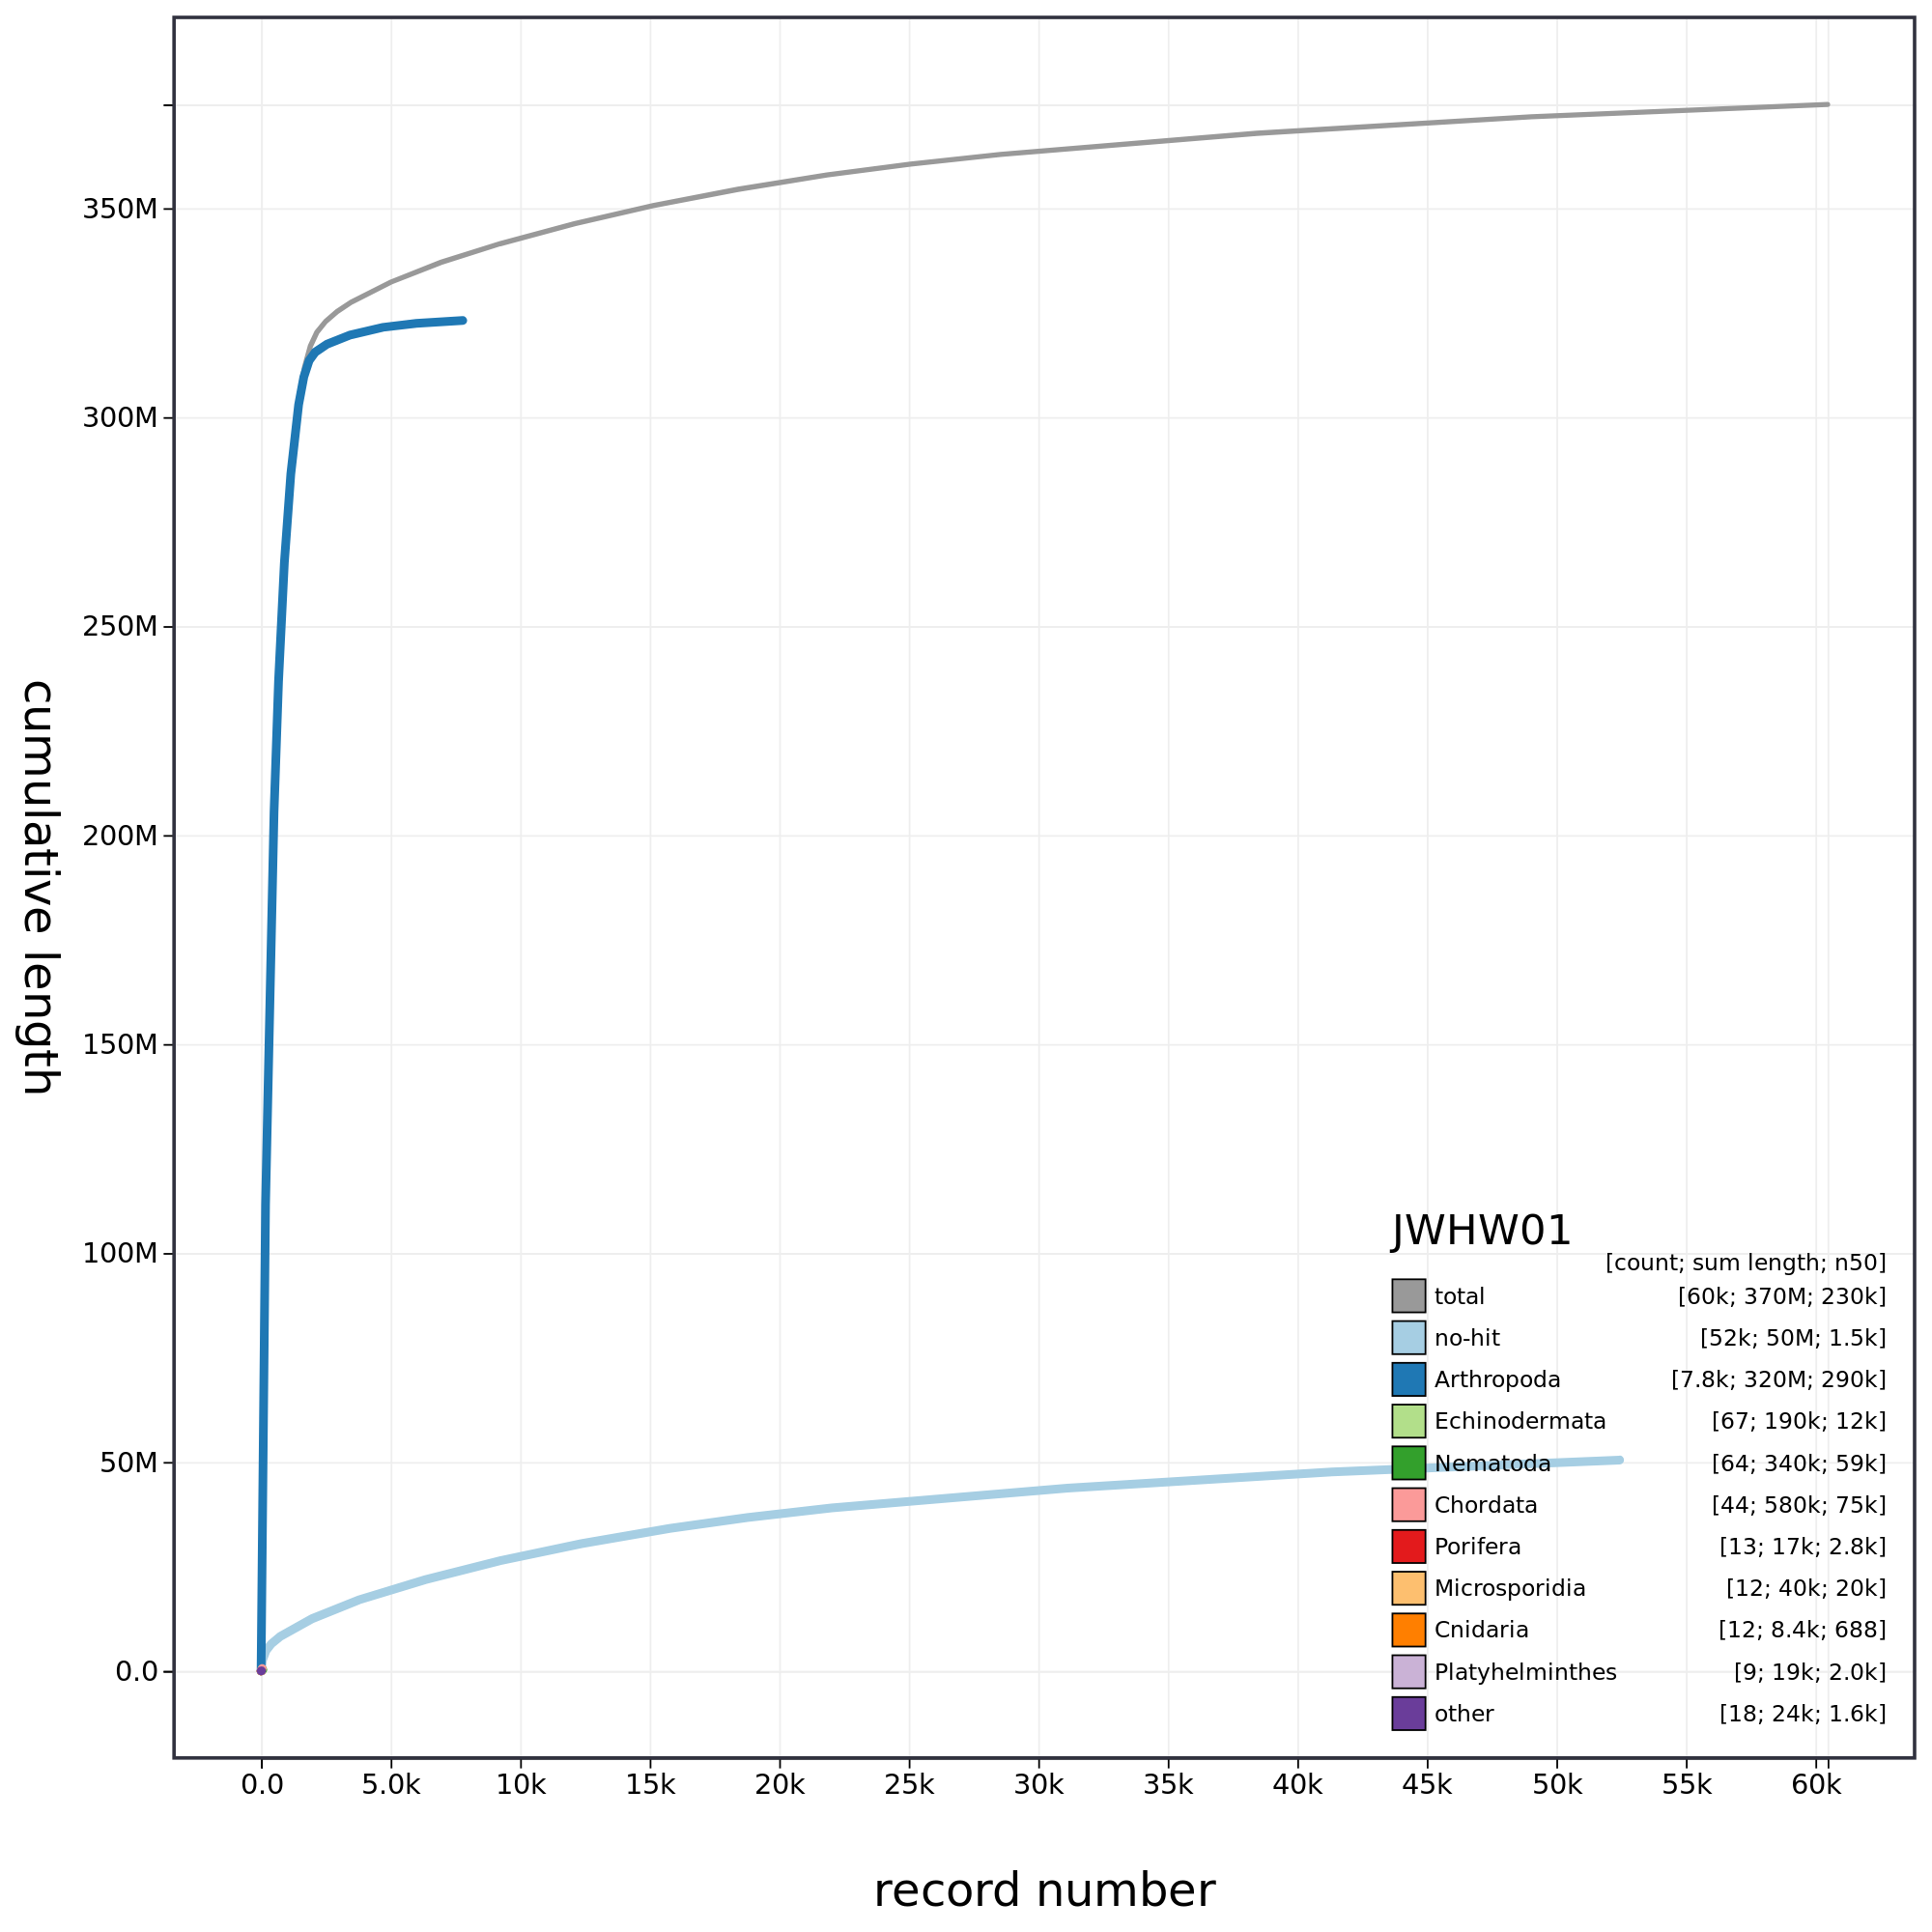 cumulative length
350M
300M
250M
200M
150M
100M
50M
0.0
JWHW01
[count; sum length; n50]
total [60k; 370M; 230k]
no-hit [52k; 50M; 1.5k]
Arthropoda [7.8k; 320M; 290k]
Echinodermata [67; 190k; 12k]
Nematoda [64; 340k; 59k]
Chordata [44; 580k; 75k]
Porifera [13; 17k; 2.8k]
Microsporidia [12; 40k; 20k]
Cnidaria [12; 8.4k; 688]
Platyhelminthes [9; 19k; 2.0k]
other [18; 24k; 1.6k]
0.0 5.0k 10k 15k 20k 25k 30k 35k 40k 45k 50k 55k 60k
record number